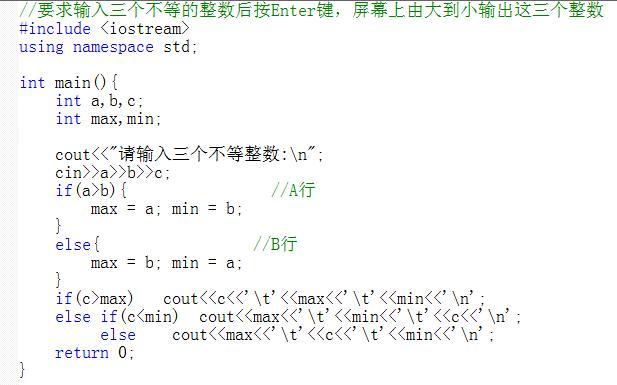 //要求输入三个不等的整数后按Enter键，屏幕上由大到小输出这三个整数
#include <iostream>
using namespace std;

int main(){
    int a,b,c;
    int max,min;

    cout<<"请输入三个不等整数:\n";
    cin>>a>>b>>c;
    if(a>b){                //A行
        max = a; min = b;
    }
    else{                 //B行
        max = b; min = a;
    }
    if(c>max)   cout<<c<<'\t'<<max<<'\t'<<min<<'\n';
    else if(c<min)  cout<<max<<'\t'<<min<<'\t'<<c<<'\n';
         else    cout<<max<<'\t'<<c<<'\t'<<min<<'\n';
    return 0;
}